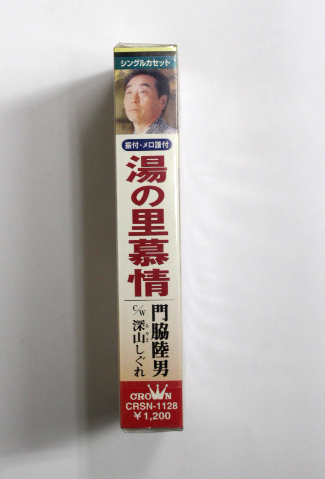 シングルカセット
振付・メロ譜付
湯の里慕情
門脇陸男
C/W 深山しぐれ
CROWN
CRSN-1128
￥1,200